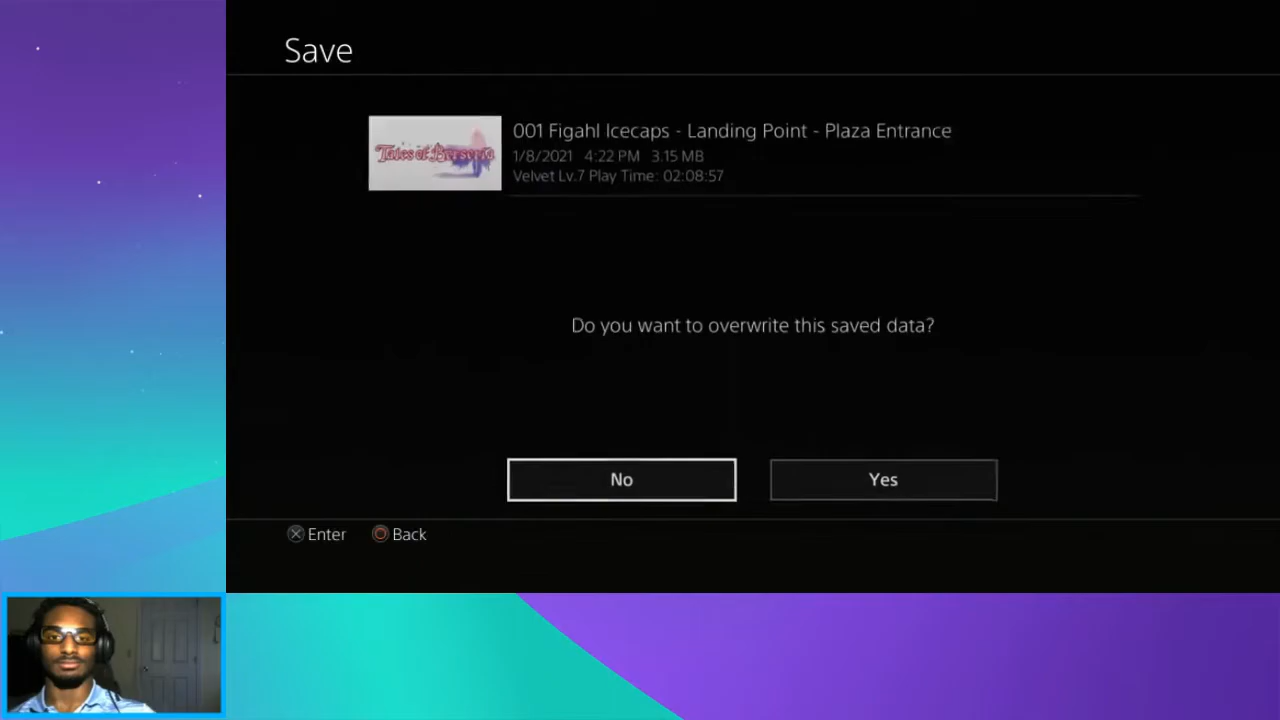 Save
Tales of Berseria
001 Figahl Icecaps - Landing Point - Plaza Entrance
1/8/2021 4:22 PM 3.15 MB
Velvet Lv.7 Play Time: 02:08:57
Do you want to overwrite this saved data?
No Yes
Enter Back